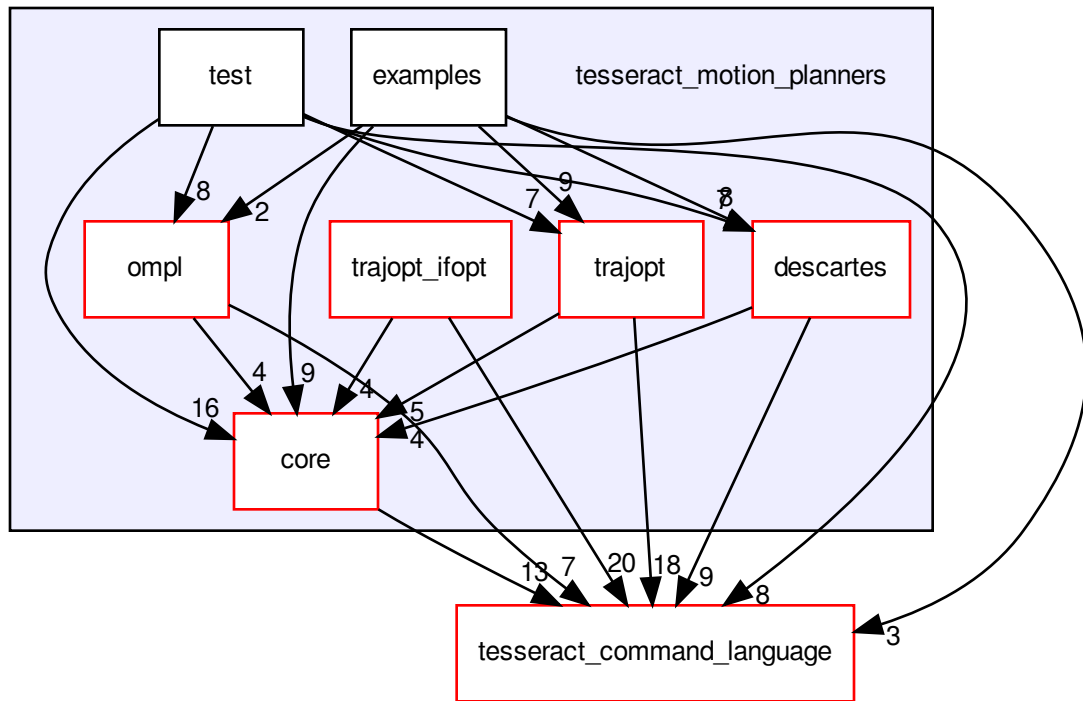 test
examples
tesseract_motion_planners
8
2
7
9
7
8
ompl
trajopt_ifopt
trajopt
descartes
16
4
9
4
5
4
core
13
7
20
18
9
8
3
tesseract_command_language